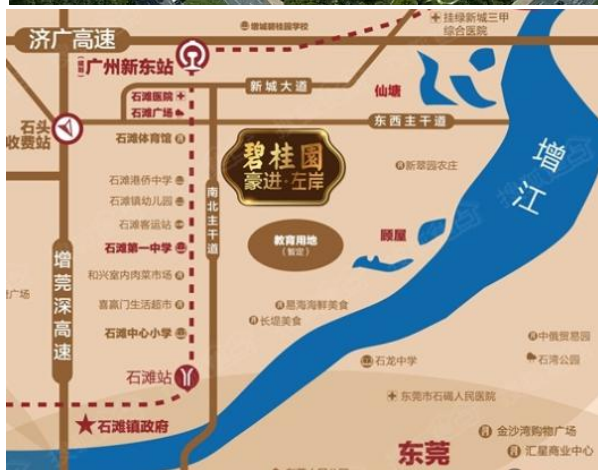 增城碧桂园学校
挂绿新城三甲
综合医院
济广高速
广州新东站
新城大道
仙塘
石滩医院
石滩广场
石头
收费站
东西主干道
石滩体育馆
碧桂园
豪进·左岸
增江
新翠园农庄
石滩港侨中学
石滩镇幼儿园
南北主干道
石滩客运站
教育用地
(暂定)
顾屋
石滩第一中学
增莞深高速
和兴室内肉菜市场
广场
喜赢门生活超市
易海海鲜美食
长堤美食
石滩中心小学
中俄贸易园
石湾公园
石龙中学
石滩站
东莞市石碣人民医院
石滩镇政府
金沙湾购物广场
东莞
汇星商业中心